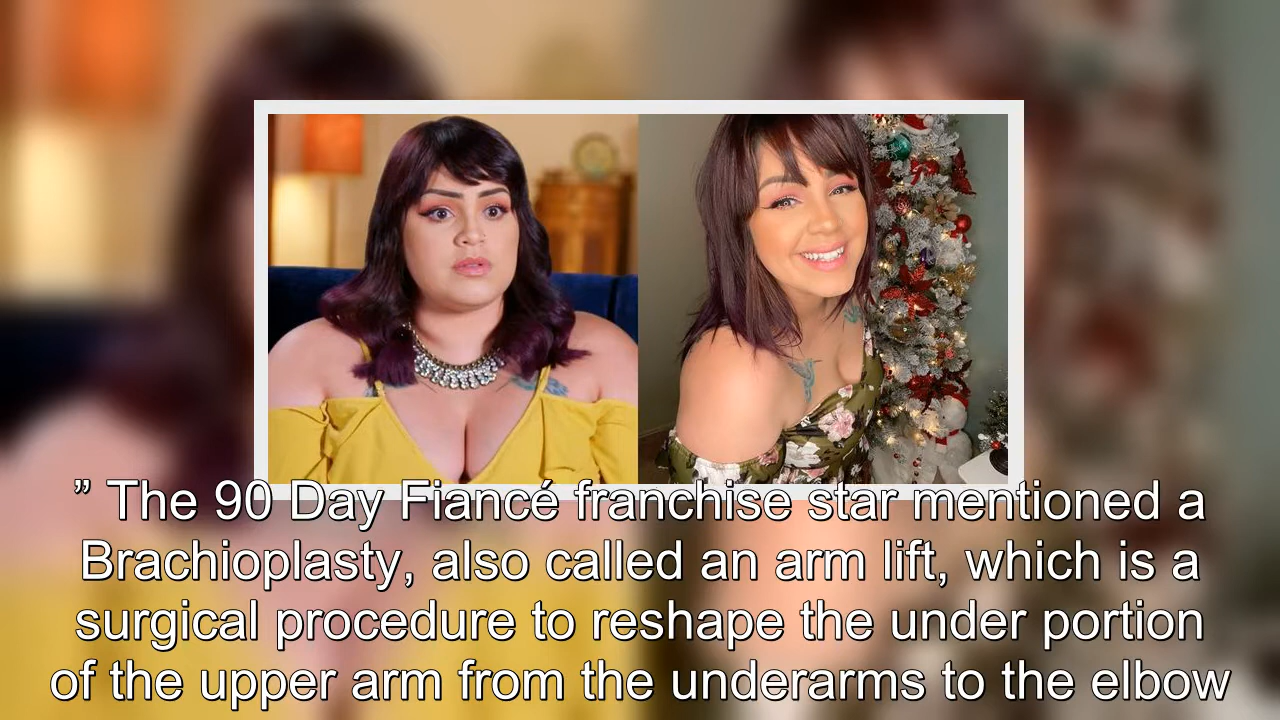 ” The 90 Day Fiancé franchise star mentioned a
Brachioplasty, also called an arm lift, which is a
surgical procedure to reshape the under portion
of the upper arm from the underarms to the elbow